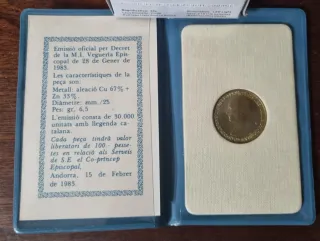 Emissió oficial per Decret
de la M.I. Vegueria Epis-
copal de 28 de Gener de
1985.
Les característiques de la
peça son:
Metall: aleació Cu 67% +
Zn 33%
Diàmetre: mm./25
Pes: gr. 6,5
L'emissió consta de 30.000
unitats amb llegenda ca-
talana.
Cada peça tindrà valor
liberatori de 100 pesse-
tes en relació als Serveis
de S.E. el Co-príncep
Episcopal.
Andorra, 15 de Febrer
de 1985.